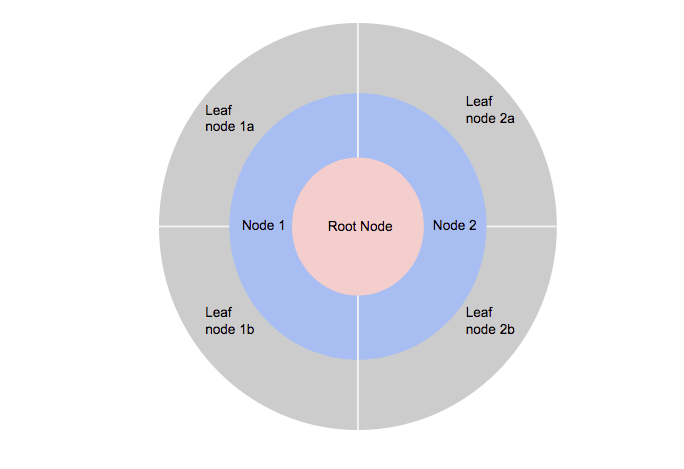 Leaf
node 1a
Leaf
node 2a
Node 1
Root Node
Node 2
Leaf
node 1b
Leaf
node 2b